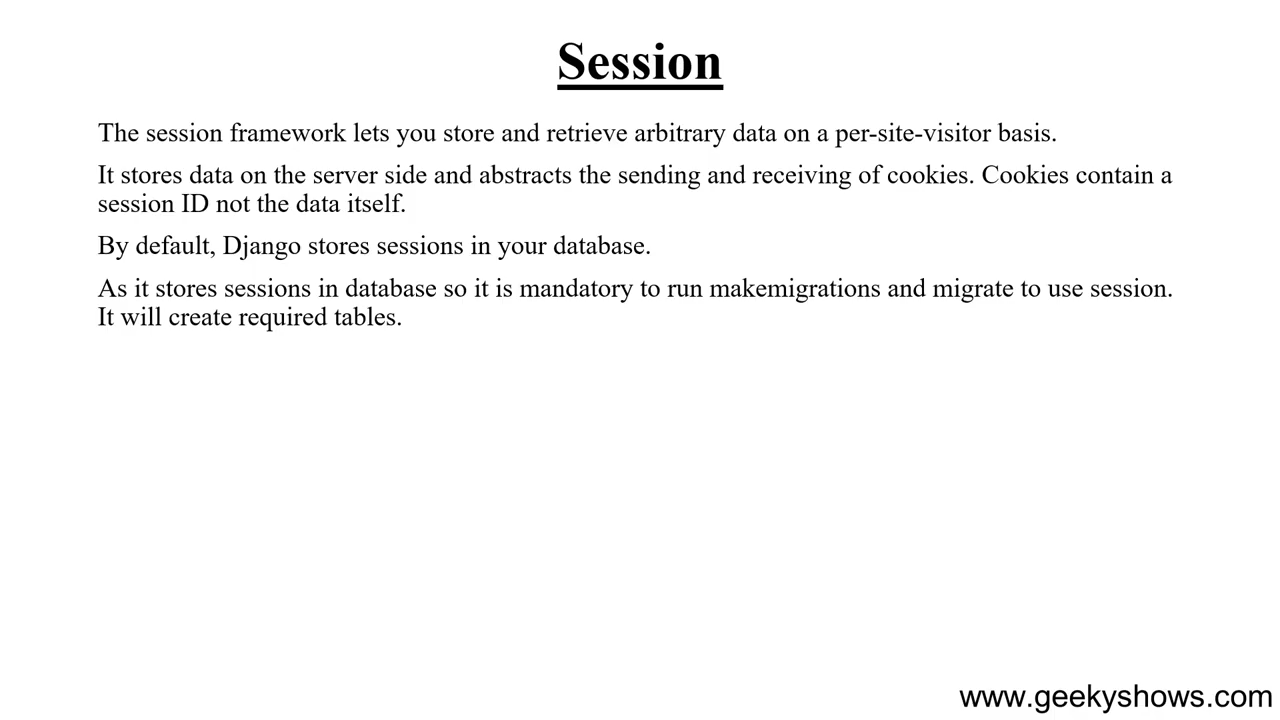 Session
The session framework lets you store and retrieve arbitrary data on a per-site-visitor basis.
It stores data on the server side and abstracts the sending and receiving of cookies. Cookies contain a
session ID not the data itself.
By default, Django stores sessions in your database.
As it stores sessions in database so it is mandatory to run makemigrations and migrate to use session.
It will create required tables.
www.geekyshows.com